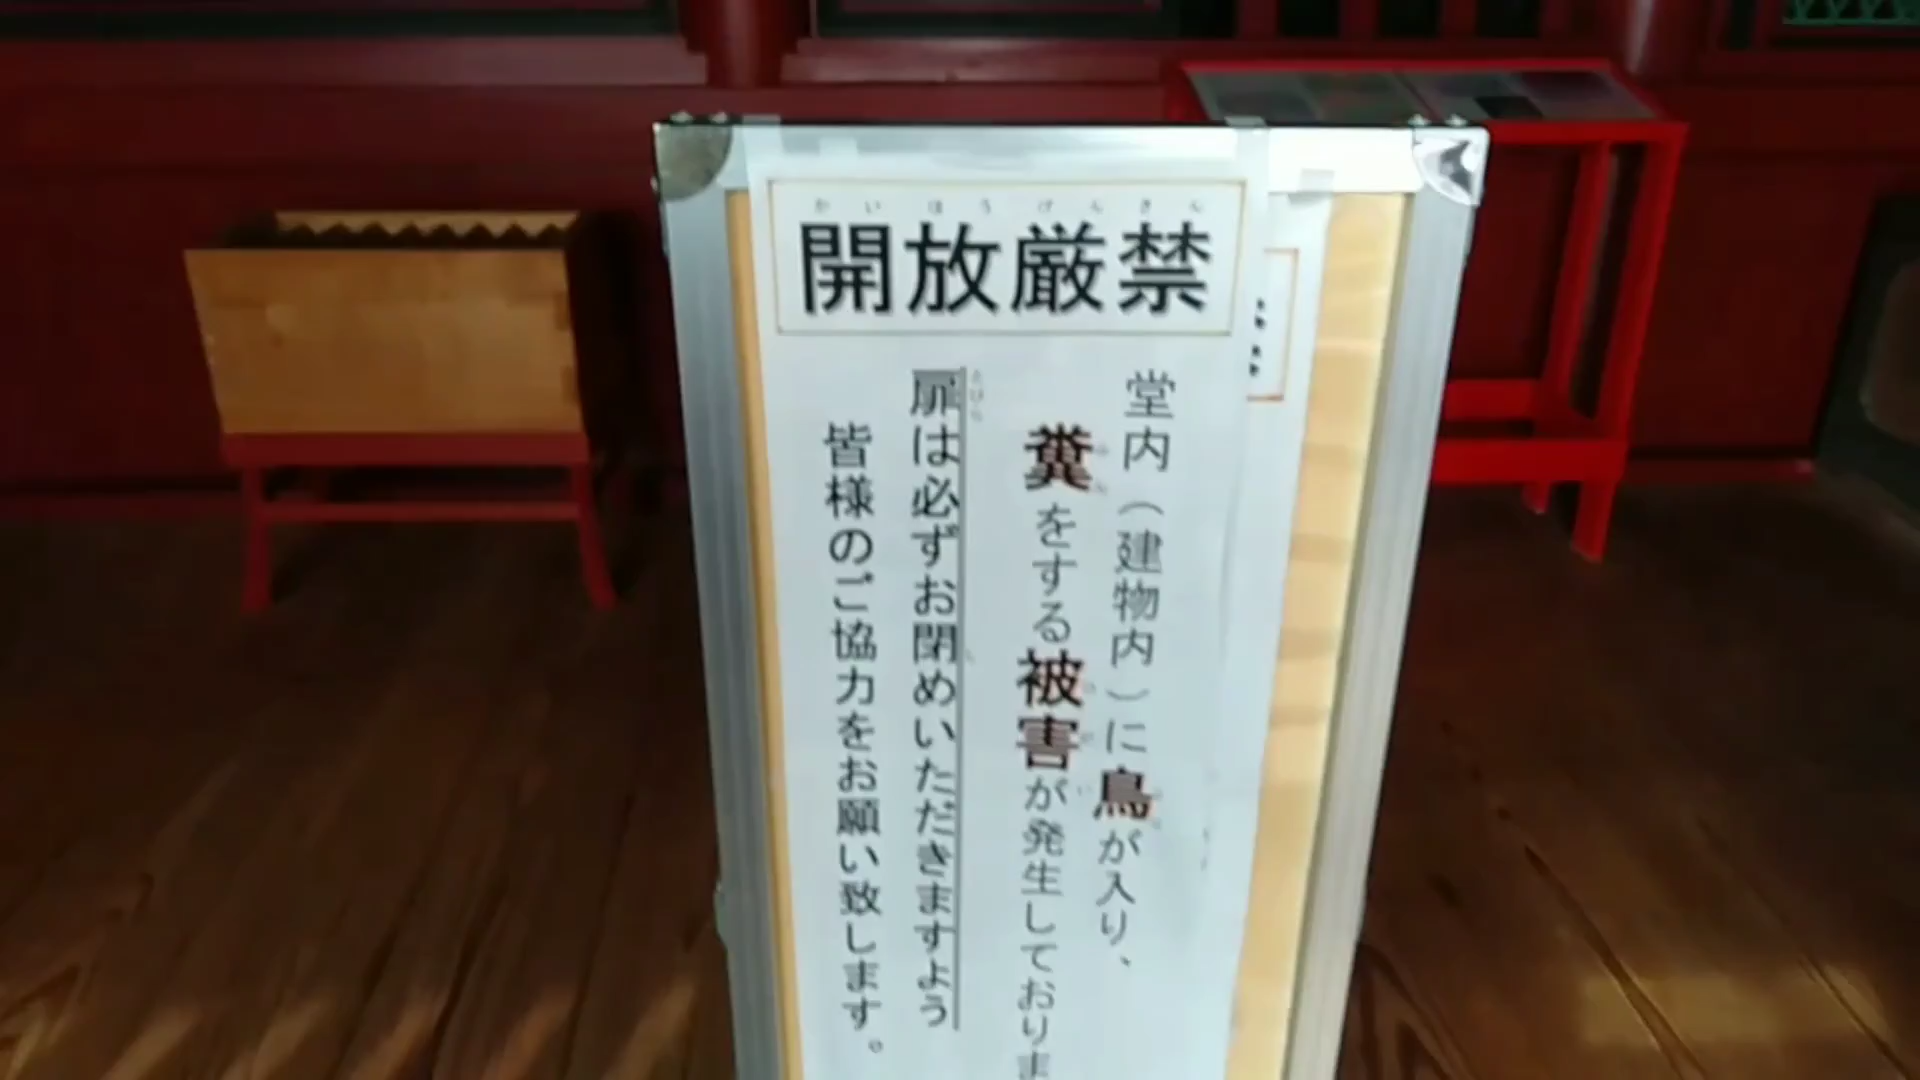 かいほうげんきん
開放厳禁
堂内（建物内）に鳥が入り、
糞をする被害が発生しておりま
扉は必ずお閉めいただきますよう
皆様のご協力をお願い致します。